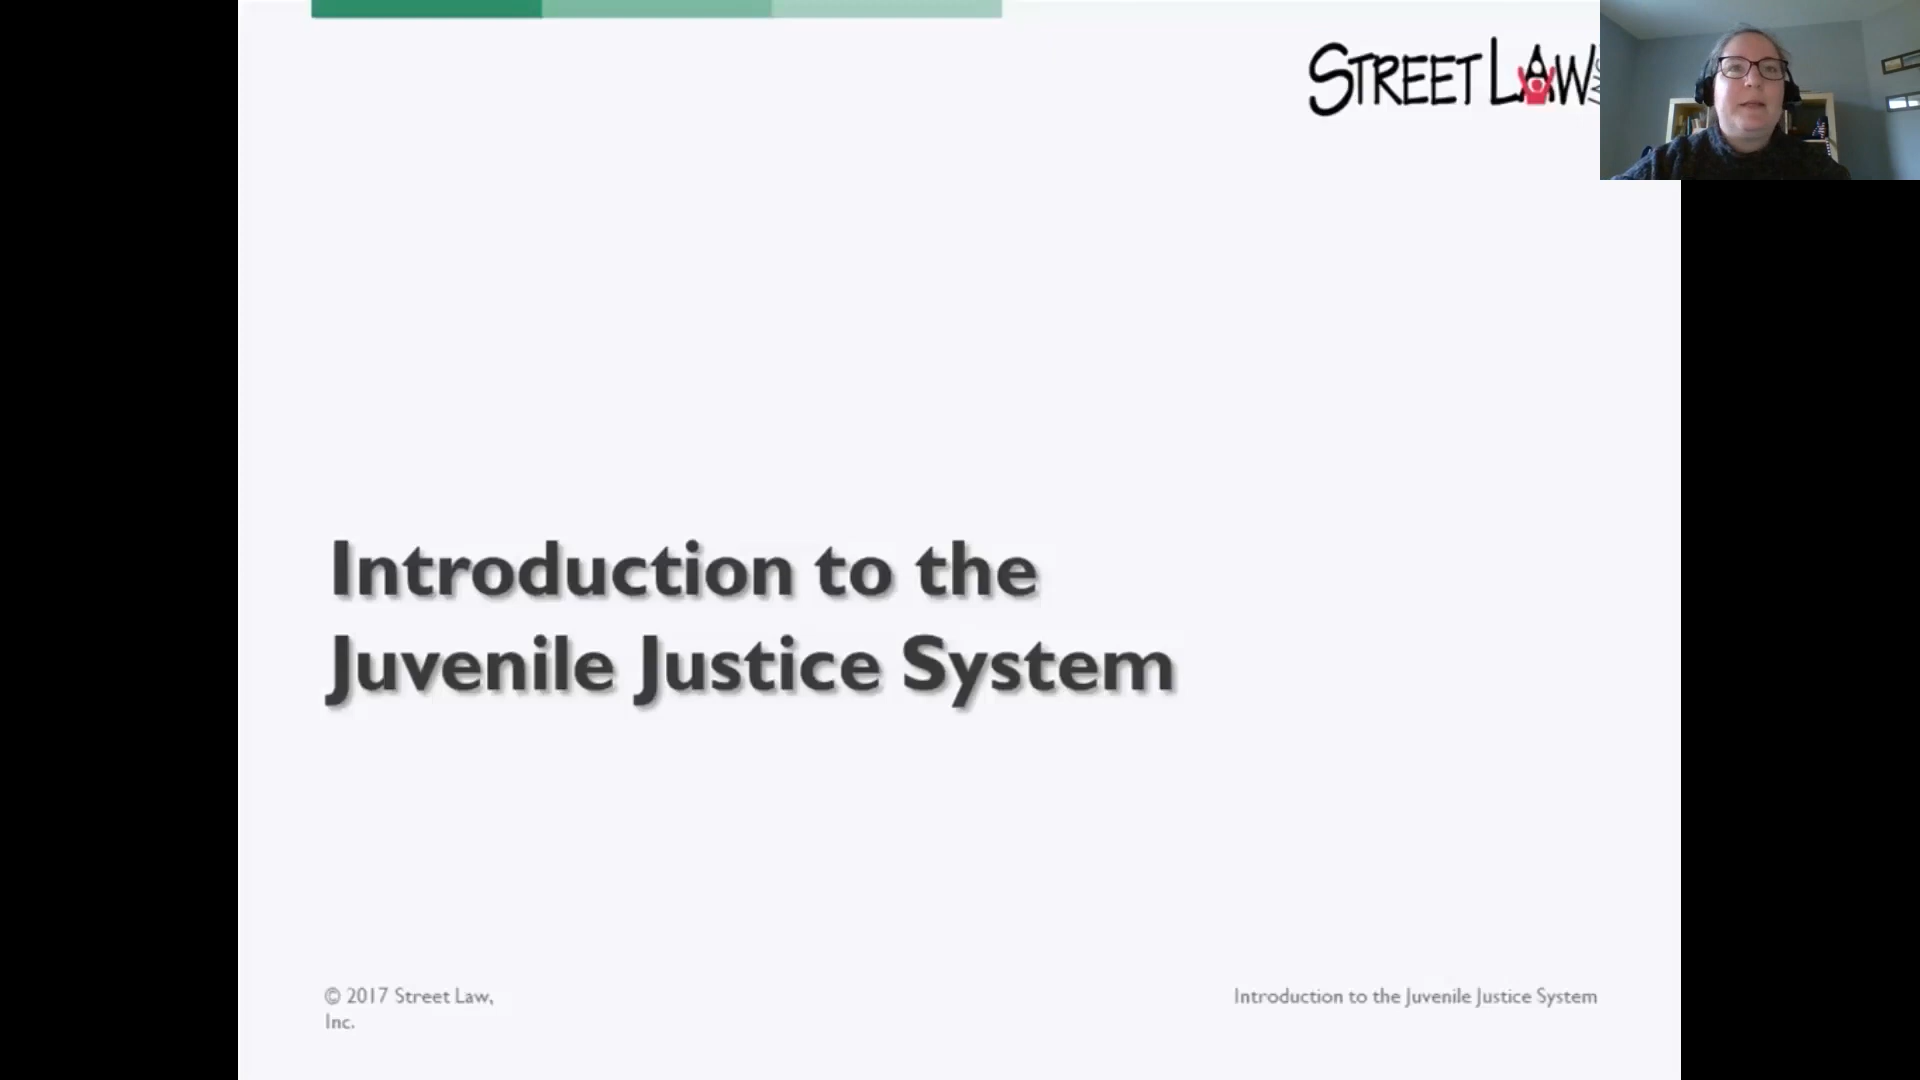 STREET LAW
Introduction to the
Juvenile Justice System
© 2017 Street Law,
Inc.
Introduction to the Juvenile Justice System